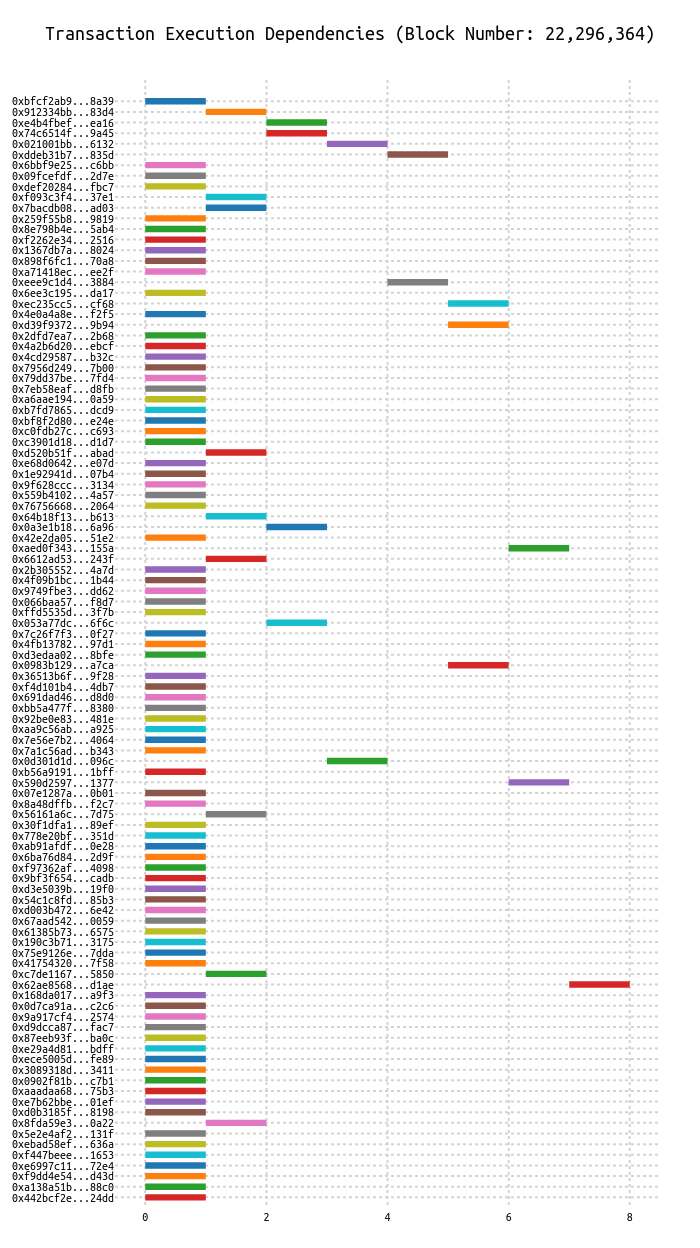 Transaction Execution Dependencies (Block Number: 22,296,364)
0xbfcf2ab9...8a39
0x912334bb...83d4
0xe4b4fbef...ea16
0x74c6514f...9a45
0x021001bb...6132
0xddeb31b7...835d
0x6bbf9e25...c6bb
0x09fcefdf...2d7e
0xdef20284...fbc7
0xf093c3f4...37e1
0x7bacdb08...ad03
0x259f55b8...9819
0x8e798b4e...5ab4
0xf2262e34...2516
0x1367db7a...8024
0x898f6fc1...70a8
0xa71418ec...ee2f
0xeee9c1d4...3884
0x6ee3c195...da17
0xec235cc5...cf68
0x4e0a4a8e...f2f5
0xd39f9372...9b94
0x2dfd7ea7...2b68
0x4a2b6d20...ebcf
0x4cd29587...b32c
0x7956d249...7b00
0x79dd37be...7fd4
0x7eb58eaf...d8fb
0xa6aae194...0a59
0xb7fd7865...dcd9
0xbf8f2d80...e24e
0xc0fdb27c...c693
0xc3901d18...d1d7
0xd520b51f...abad
0xe68d0642...e07d
0x1e92941d...07b4
0x9f628ccc...3134
0x559b4102...4a57
0x76756668...2064
0x64b18f13...b613
0x0a3e1b18...6a96
0x42e2da05...51e2
0xaed0f343...155a
0x6612ad53...243f
0x2b305552...4a7d
0x4f09b1bc...1b44
0x9749fbe3...dd62
0x066baa57...f8d7
0xffd5535d...3f7b
0x053a77dc...6f6c
0x7c26f7f3...0f27
0x4fb13782...97d1
0xd3edaa02...8bfe
0x0983b129...a7ca
0x36513b6f...9f28
0xf4d101b4...4db7
0x691dad46...d8d0
0xbb5a477f...8380
0x92be0e83...481e
0xaa9c56ab...a925
0x7e56e7b2...4064
0x7a1c56ad...b343
0x0d301d1d...096c
0xb56a9191...1bff
0x590d2597...1377
0x07e1287a...0b01
0x8a48dffb...f2c7
0x56161a6c...7d75
0x30f1dfa1...89ef
0x778e20bf...351d
0xab91afdf...0e28
0x6ba76d84...2d9f
0xf97362af...4098
0x9bf3f654...cadb
0xd3e5039b...19f0
0x54c1c8fd...85b3
0xd003b472...6e42
0x67aad542...0059
0x61385b73...6575
0x190c3b71...3175
0x75e9126e...7dda
0x41754320...7f58
0xc7de1167...5850
0x62ae8568...d1ae
0x168da017...a9f3
0x0d7ca91a...c2c6
0x9a917cf4...2574
0xd9dcca87...fac7
0x87eeb93f...ba0c
0xe29a4d81...bdff
0xece5005d...fe89
0x3089318d...3411
0x0902f81b...c7b1
0xaaadaa68...75b3
0xe7b62bbe...01ef
0xd0b3185f...8198
0x8fda59e3...0a22
0x5e2e4af2...131f
0xebad58ef...636a
0xf447beee...1653
0xe6997c11...72e4
0xf9dd4e54...d43d
0xa138a51b...88c0
0x442bcf2e...24dd
0 2 4 6 8